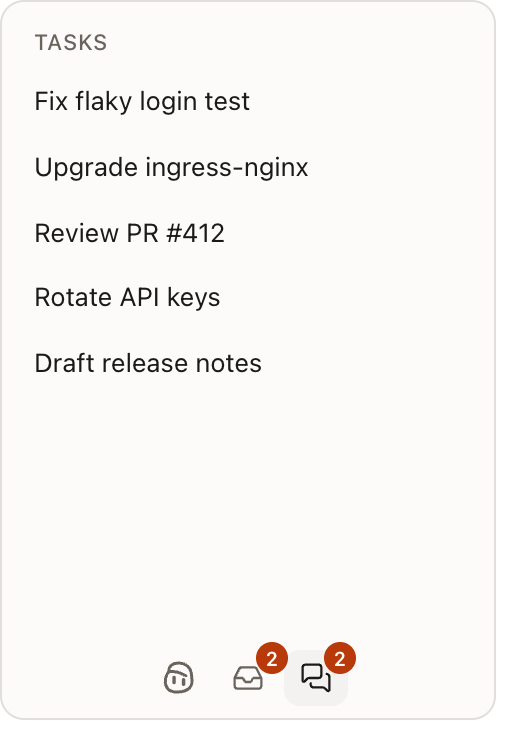 TASKS
Fix flaky login test
Upgrade ingress-nginx
Review PR #412
Rotate API keys
Draft release notes
2 2